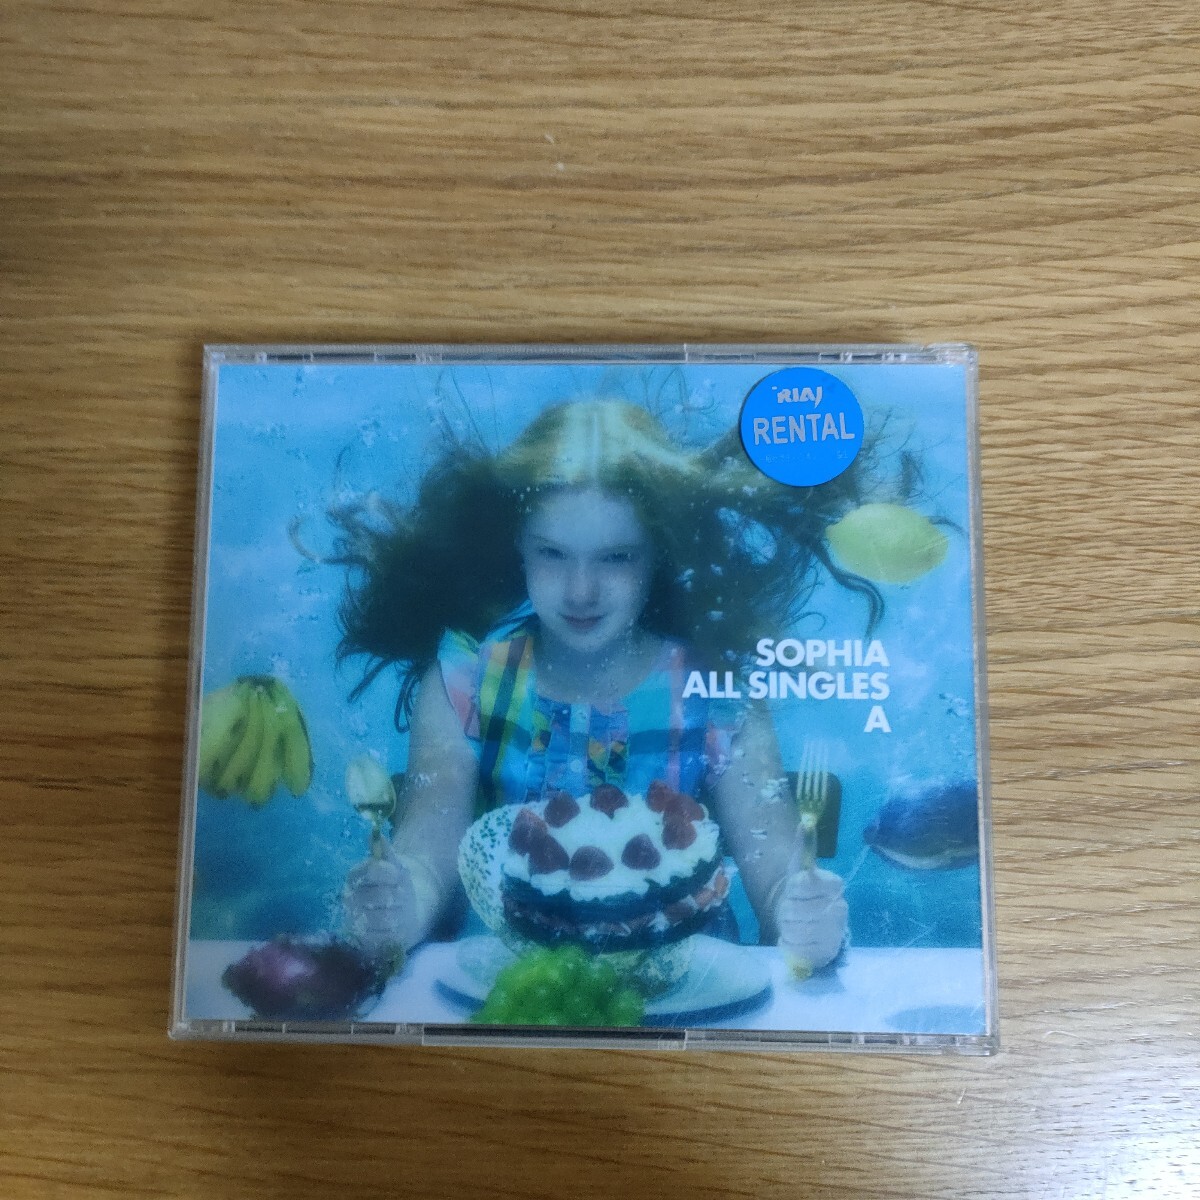 RIAJ
RENTAL
SOPHIA
ALL SINGLES
A